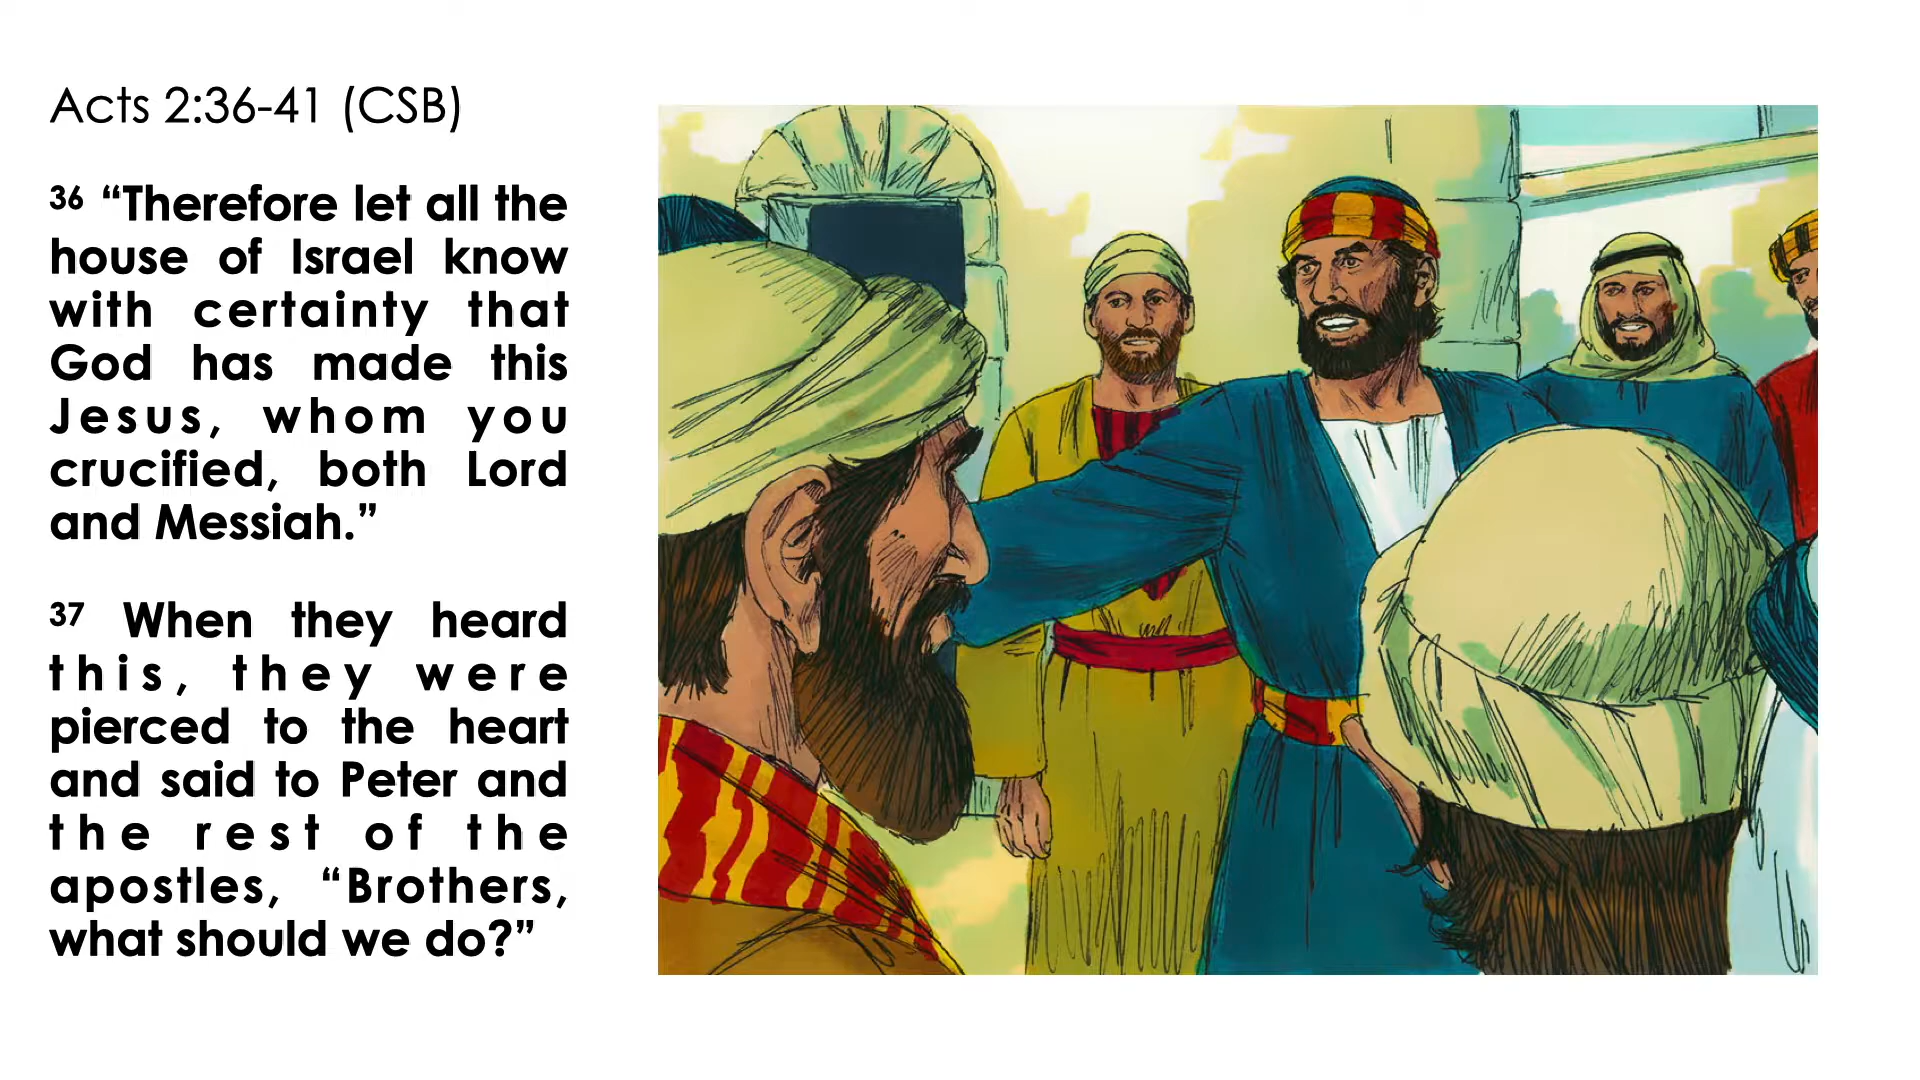 Acts 2:36-41 (CSB)
36 “Therefore let all the
house of Israel know
with certainty that
God has made this
Jesus, whom you
crucified, both Lord
and Messiah.”
37 When they heard
this, they were
pierced to the heart
and said to Peter and
the rest of the
apostles, “Brothers,
what should we do?”